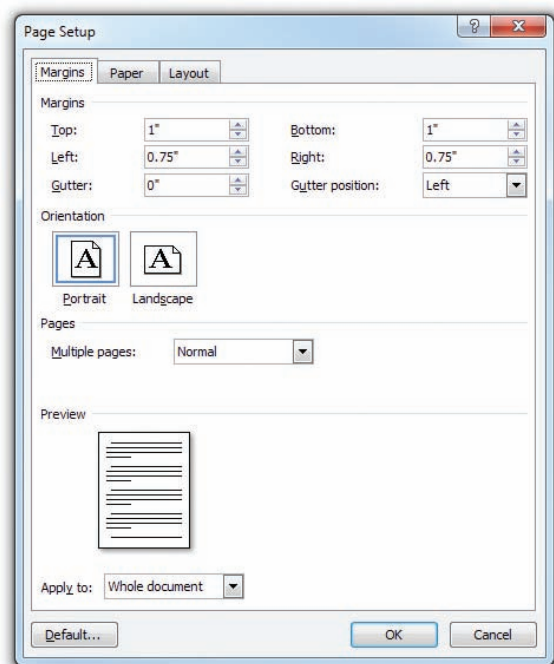 Page Setup
Margins Paper Layout
Margins
Top: 1" Bottom: 1"
Left: 0.75" Right: 0.75"
Gutter: 0" Gutter position: Left
Orientation
A A
Portrait Landscape
Pages
Multiple pages: Normal
Preview
Apply to: Whole document
Default... OK Cancel